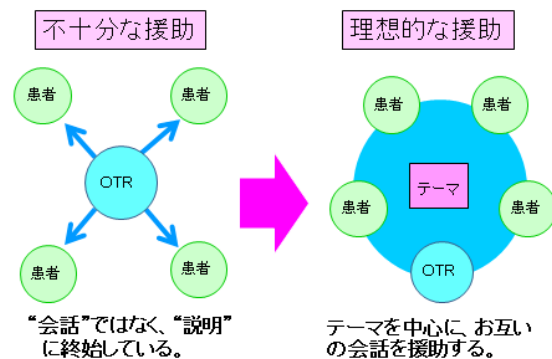 不十分な援助
患者
患者
OTR
患者
患者
“会話”ではなく、“説明”
に終始している。
理想的な援助
患者
患者
テーマ
患者
患者
OTR
テーマを中心に、お互い
の会話を援助する。